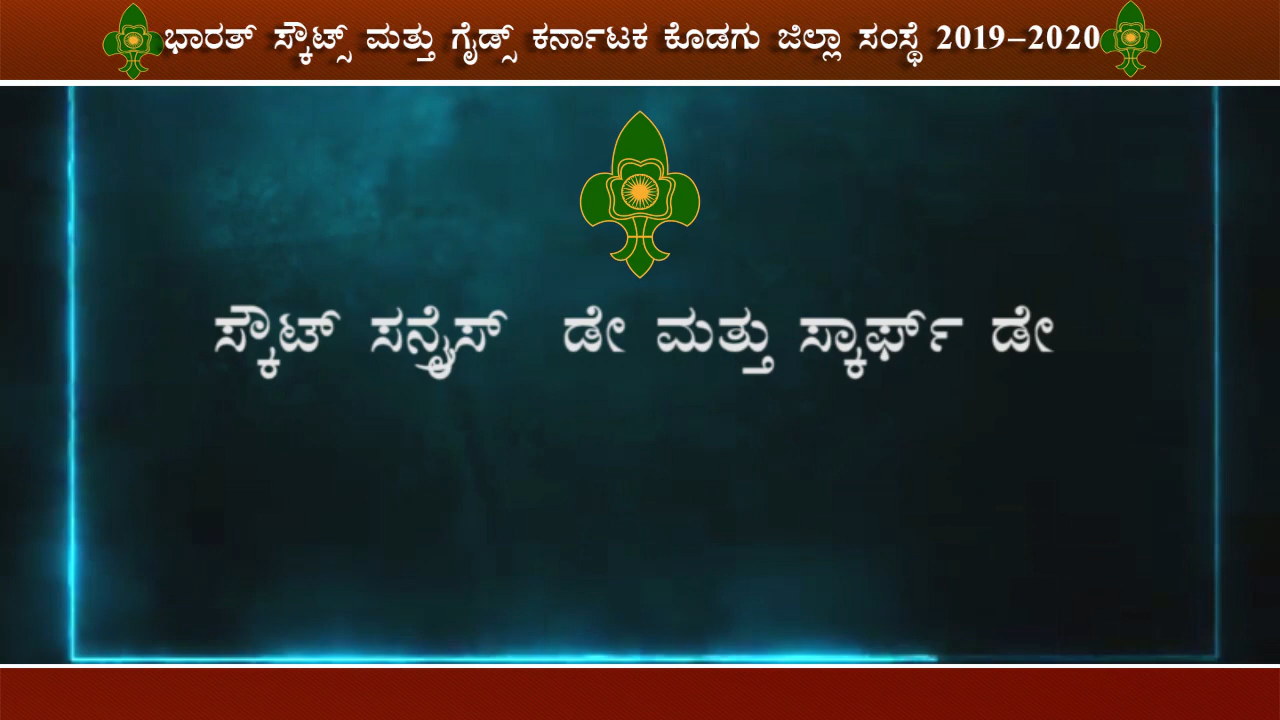 ಭಾರತ್ ಸ್ಕೌಟ್ಸ್ ಮತ್ತು ಗೈಡ್ಸ್ ಕರ್ನಾಟಕ ಕೊಡಗು ಜಿಲ್ಲಾ ಸಂಸ್ಥೆ 2019-2020
ಸ್ಕೌಟ್ ಸನ್ರೈಸ್ ಡೇ ಮತ್ತು ಸ್ಕಾರ್ಫ್ ಡೇ